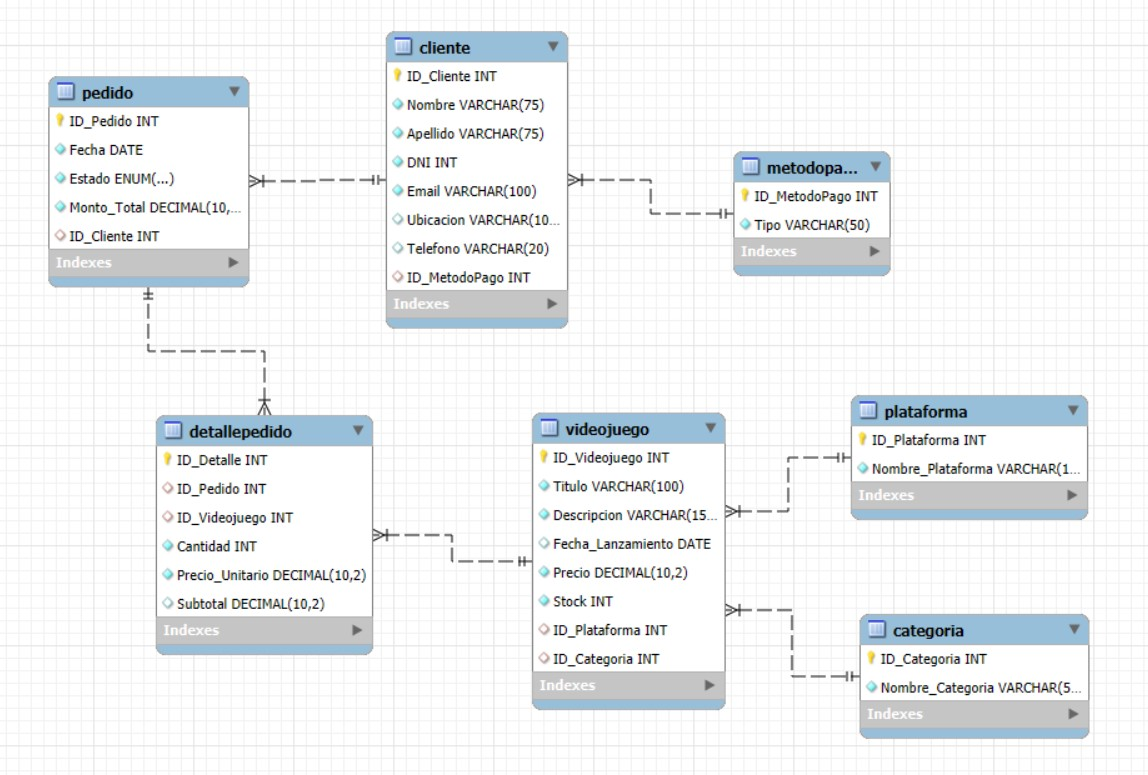 pedido
ID_Pedido INT
Fecha DATE
Estado ENUM(...)
Monto_Total DECIMAL(10,...
ID_Cliente INT
Indexes
cliente
ID_Cliente INT
Nombre VARCHAR(75)
Apellido VARCHAR(75)
DNI INT
Email VARCHAR(100)
Ubicacion VARCHAR(10...
Telefono VARCHAR(20)
ID_MetodoPago INT
Indexes
metodopa...
ID_MetodoPago INT
Tipo VARCHAR(50)
Indexes
detallepedido
ID_Detalle INT
ID_Pedido INT
ID_Videojuego INT
Cantidad INT
Precio_Unitario DECIMAL(10,2)
Subtotal DECIMAL(10,2)
Indexes
videojuego
ID_Videojuego INT
Titulo VARCHAR(100)
Descripcion VARCHAR(15...
Fecha_Lanzamiento DATE
Precio DECIMAL(10,2)
Stock INT
ID_Plataforma INT
ID_Categoria INT
Indexes
plataforma
ID_Plataforma INT
Nombre_Plataforma VARCHAR(1...
Indexes
categoria
ID_Categoria INT
Nombre_Categoria VARCHAR(5...
Indexes